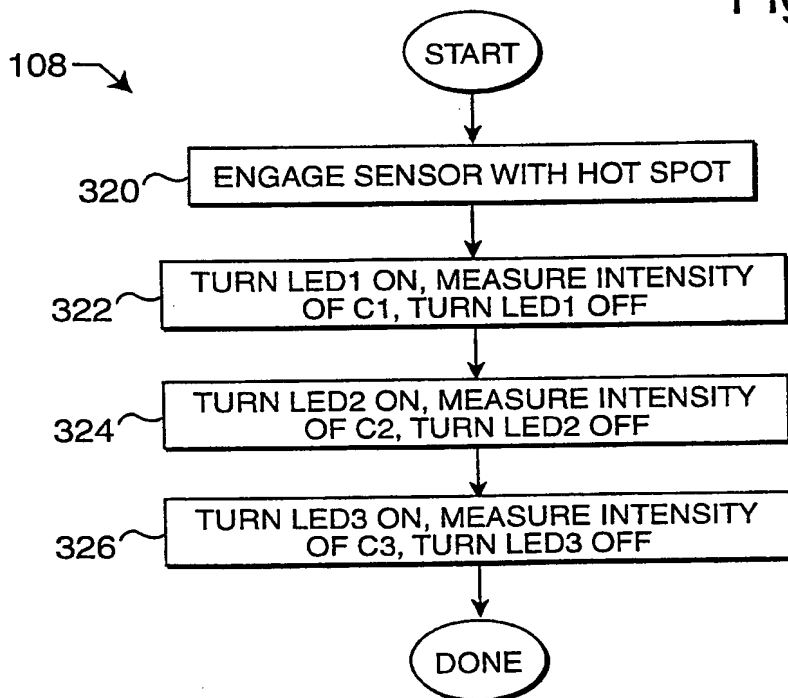 START
108
ENGAGE SENSOR WITH HOT SPOT
320
TURN LED1 ON, MEASURE INTENSITY
OF C1, TURN LED1 OFF
322
TURN LED2 ON, MEASURE INTENSITY
OF C2, TURN LED2 OFF
324
TURN LED3 ON, MEASURE INTENSITY
OF C3, TURN LED3 OFF
326
DONE